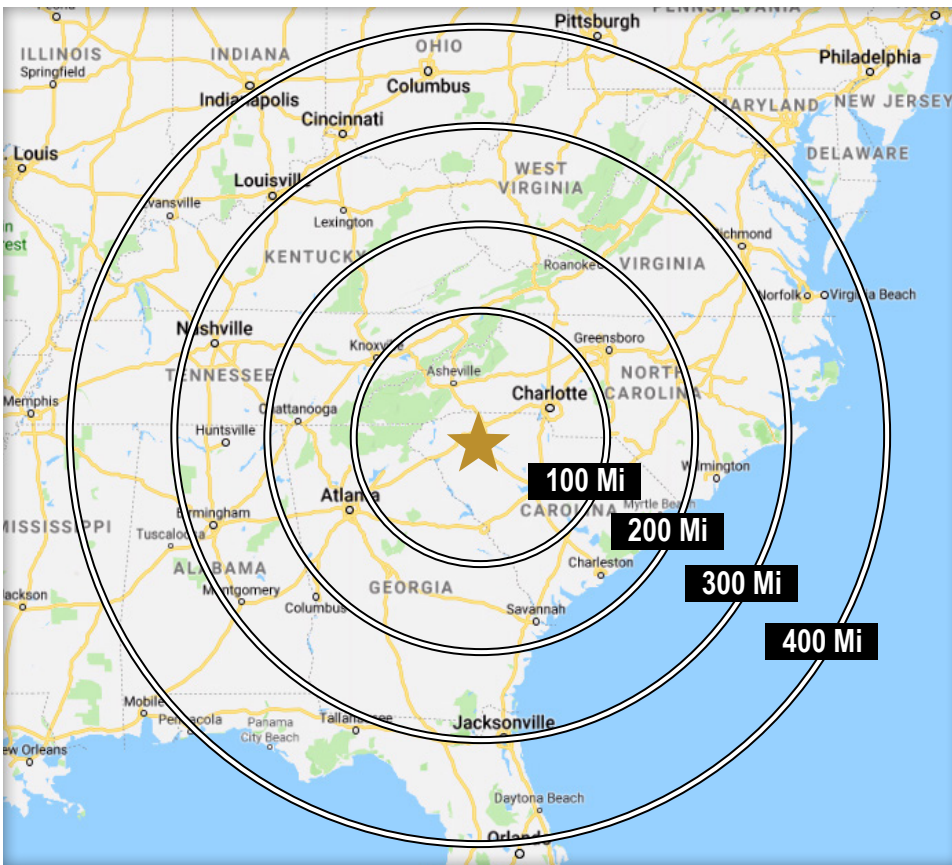 PENNSYLVANIA
Pittsburgh
ILLINOIS
INDIANA
OHIO
Springfield
Columbus
Philadelphia
Indianapolis
MARYLAND
NEW JERSEY
Cincinnati
. Louis
DELAWARE
WEST
VIRGINIA
Louisville
Evansville
Lexington
Richmond
KENTUCKY
Roanoke
VIRGINIA
Norfolk
Virginia Beach
Nashville
Knoxville
Greensboro
TENNESSEE
Asheville
NORTH
CAROLINA
Charlotte
Memphis
Chattanooga
Huntsville
Wilmington
100 Mi
Atlanta
CAROLINA
Myrtle Beach
MISSISSIPPI
Birmingham
200 Mi
Tuscaloosa
ALABAMA
Charleston
GEORGIA
300 Mi
Jackson
Montgomery
Columbus
Savannah
400 Mi
Mobile
Pensacola
Panama
City Beach
Tallahassee
Jacksonville
ew Orleans
Daytona Beach
Orlando